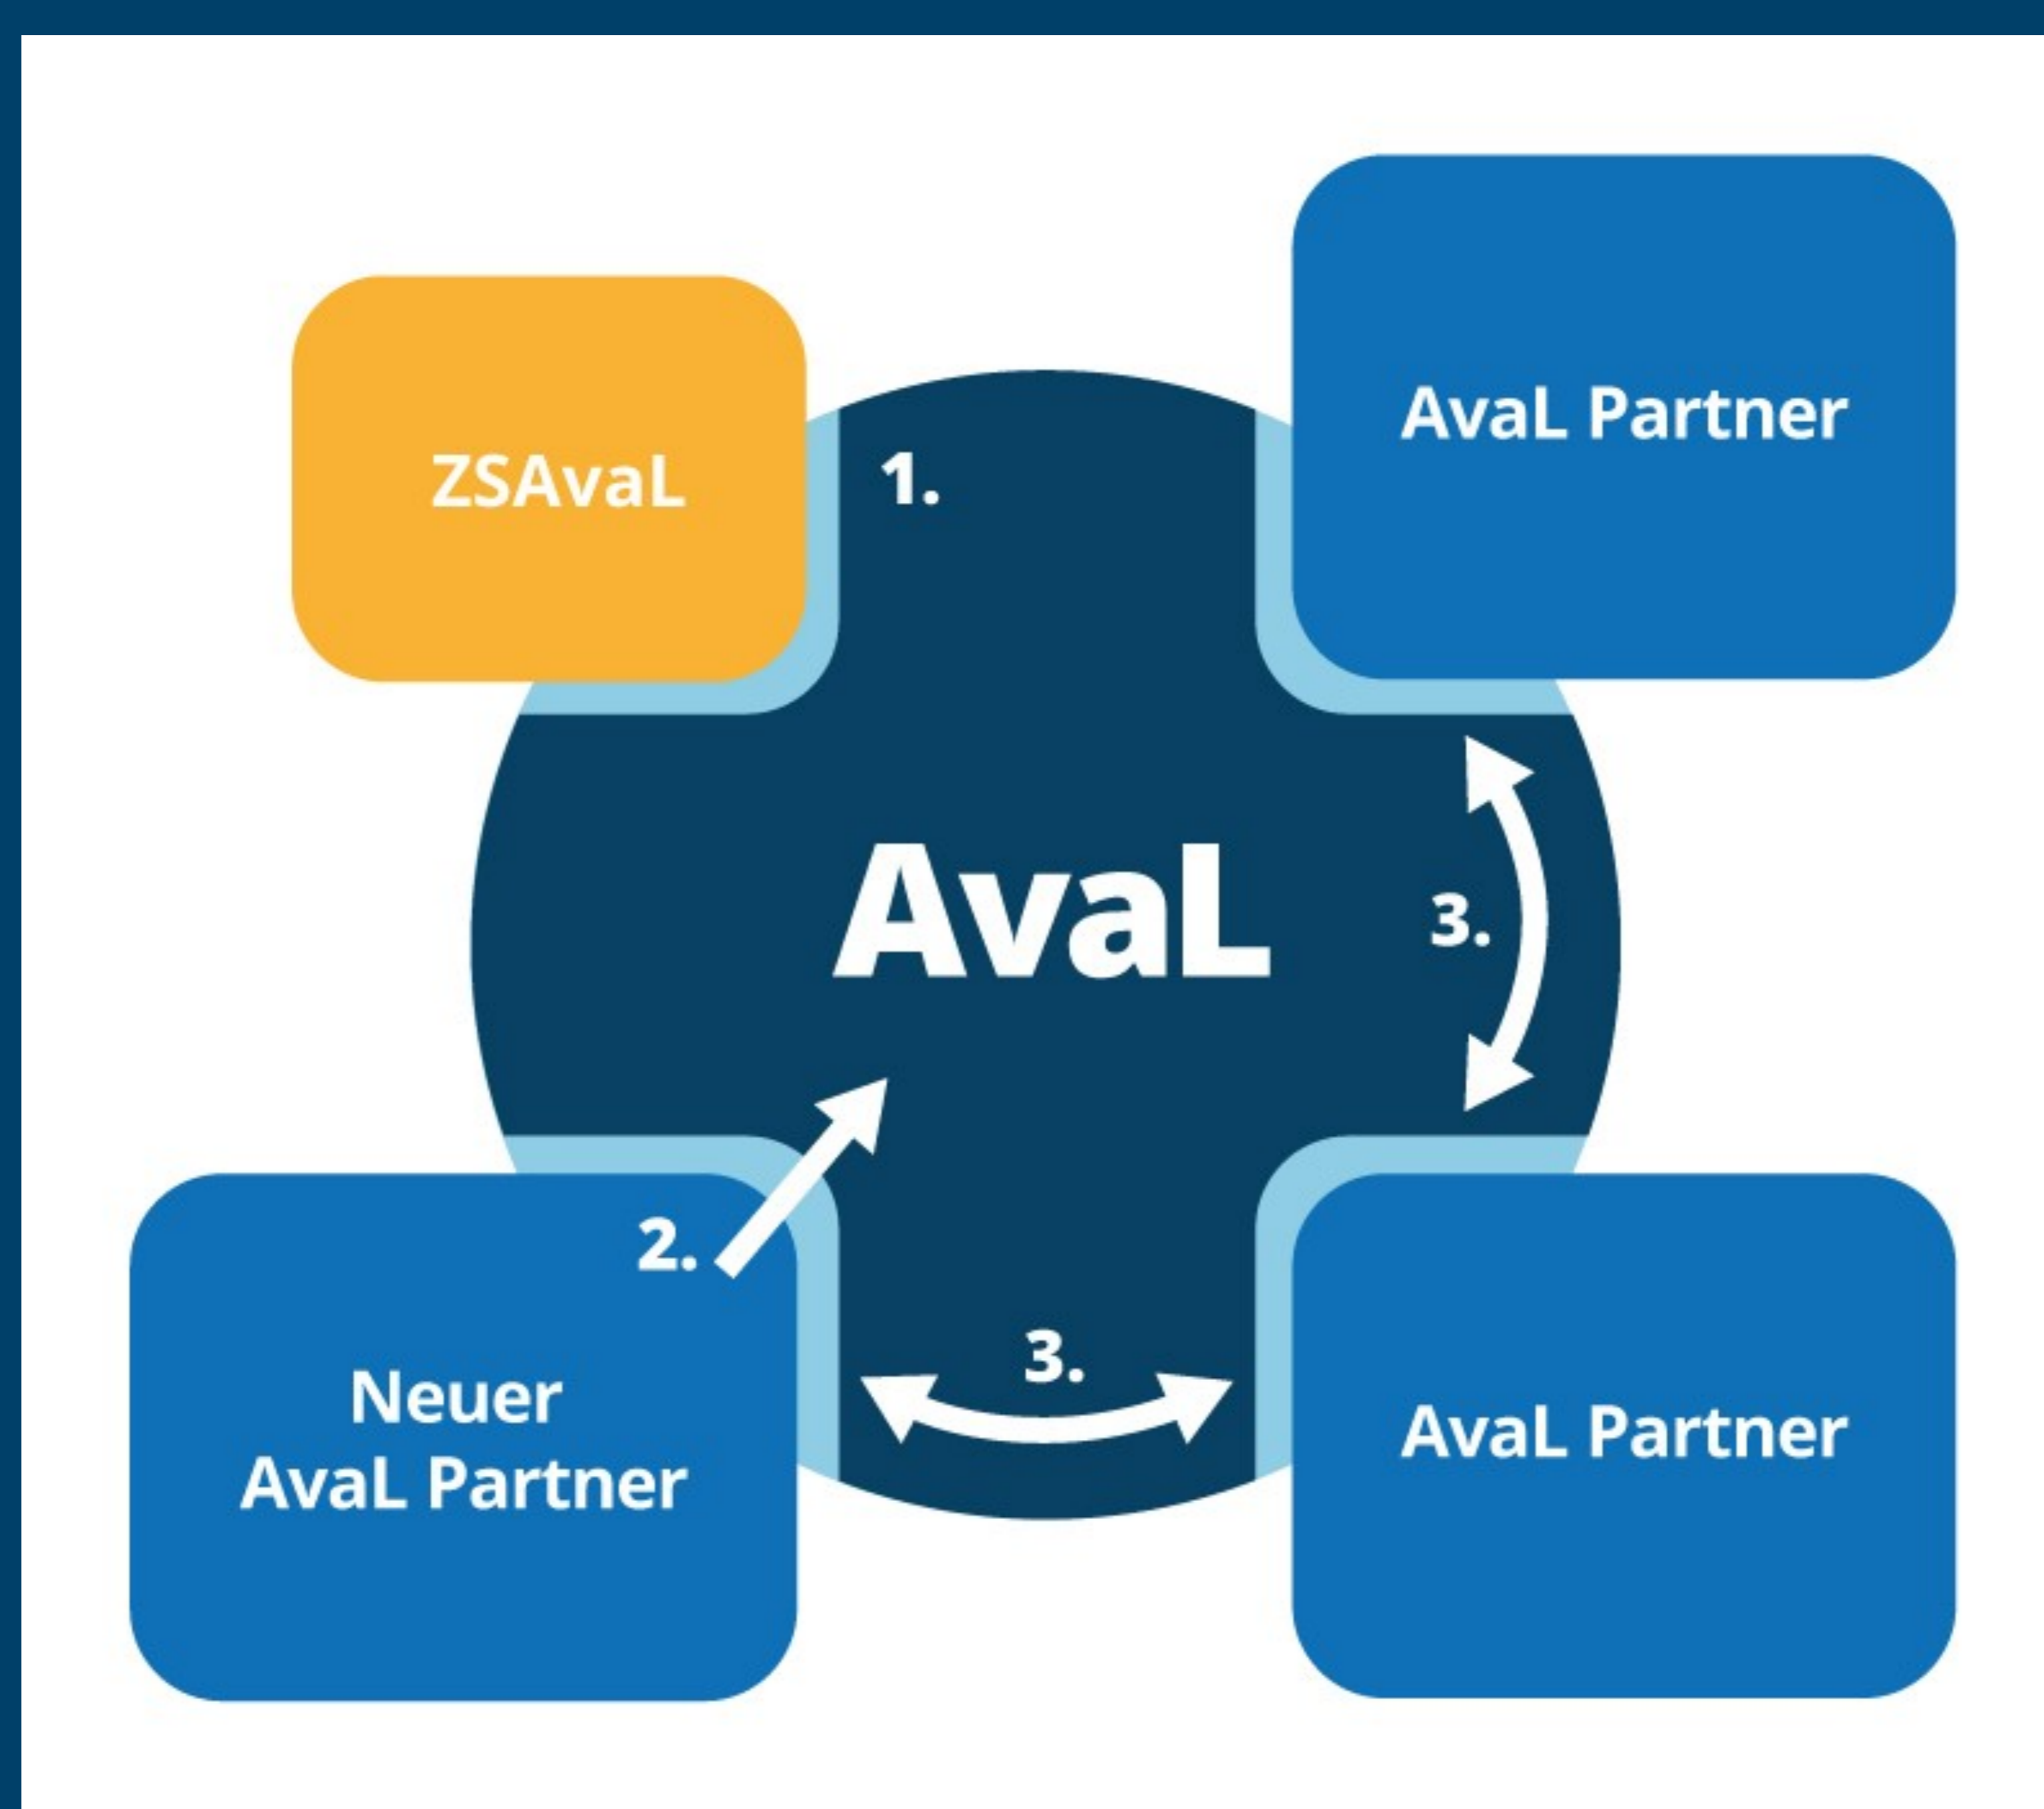 AvaL Partner
ZSAvaL
1.
AvaL
3.
2.
3.
Neuer
AvaL Partner
AvaL Partner